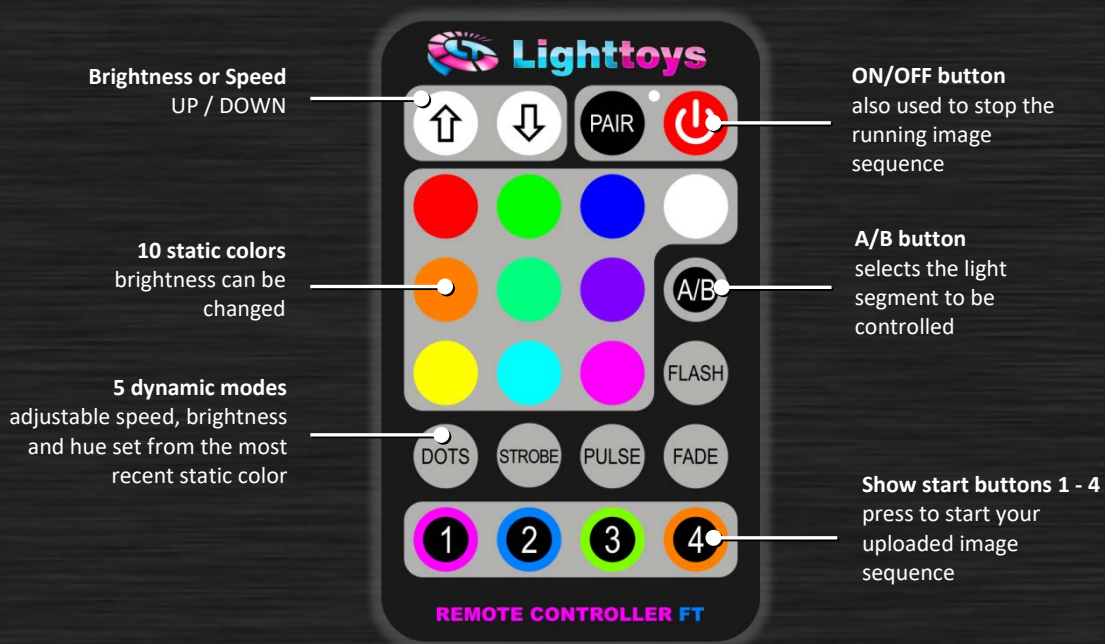 Lighttoys
Brightness or Speed
UP / DOWN
PAIR
ON/OFF button
also used to stop the
running image
sequence
10 static colors
brightness can be
changed
A/B
A/B button
selects the light
segment to be
controlled
5 dynamic modes
adjustable speed, brightness
and hue set from the most
recent static color
FLASH
DOTS STROBE PULSE FADE
1 2 3 4
Show start buttons 1 - 4
press to start your
uploaded image
sequence
REMOTE CONTROLLER FT